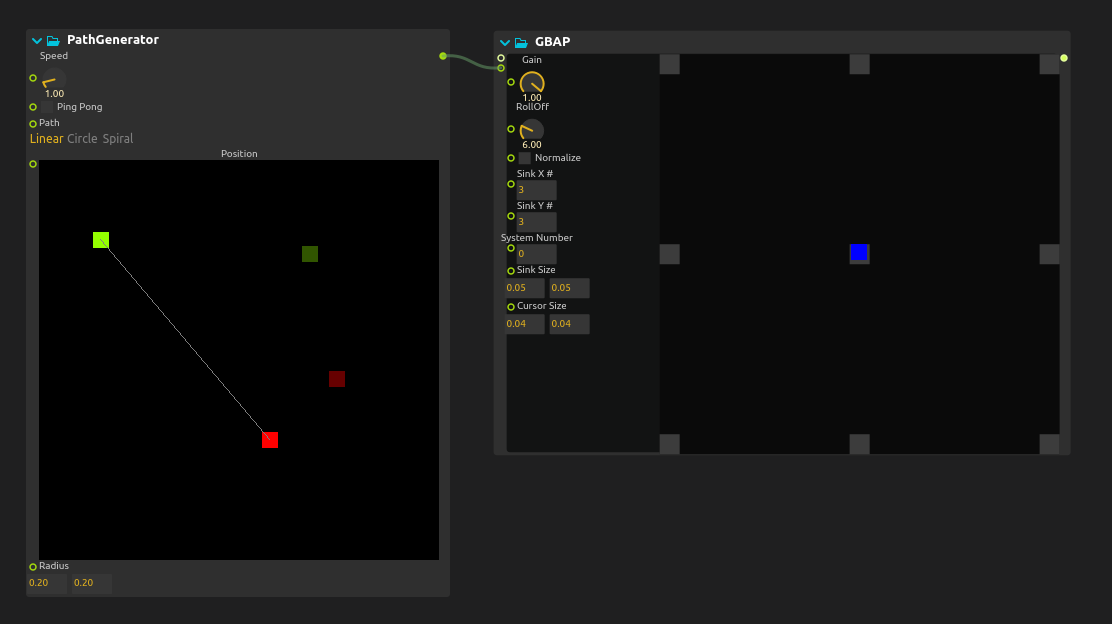 PathGenerator
Speed
1.00
Ping Pong
Path
Linear Circle Spiral
Position
Radius
0.20 0.20
GBAP
Gain
1.00
RollOff
6.00
Normalize
Sink X #
3
Sink Y #
3
System Number
0
Sink Size
0.05 0.05
Cursor Size
0.04 0.04